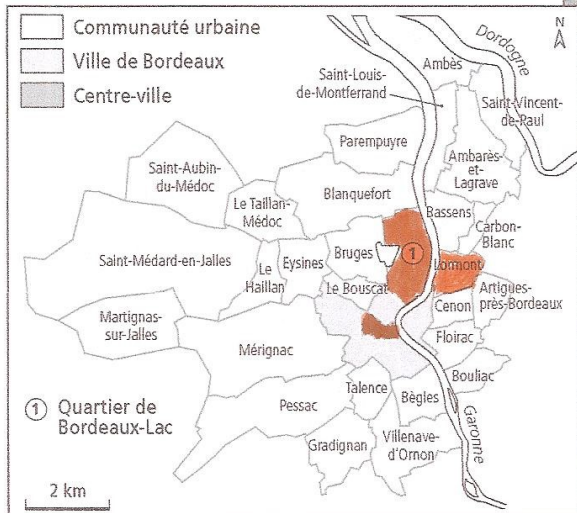 Communauté urbaine
Ville de Bordeaux
Centre-ville
N
Dordogne
Ambès
Saint-Louis-
de-Montferrand
Saint-Vincent-
de-Paul
Parempuyre
Ambarès-
et-
Lagrave
Saint-Aubin-
du-Médoc
Le Taillan-
Médoc
Blanquefort
Bassens
Carbon-
Blanc
Saint-Médard-en-Jalles
Le
Haillan
Eysines
Bruges
1
Lormont
Le Bouscat
Cenon
Artigues-
près-Bordeaux
Martignas-
sur-Jalles
Mérignac
Floirac
Bouliac
1 Quartier de
Bordeaux-Lac
Pessac
Talence
Bègles
Gradignan
Villenave-
d'Ornon
Garonne
2 km